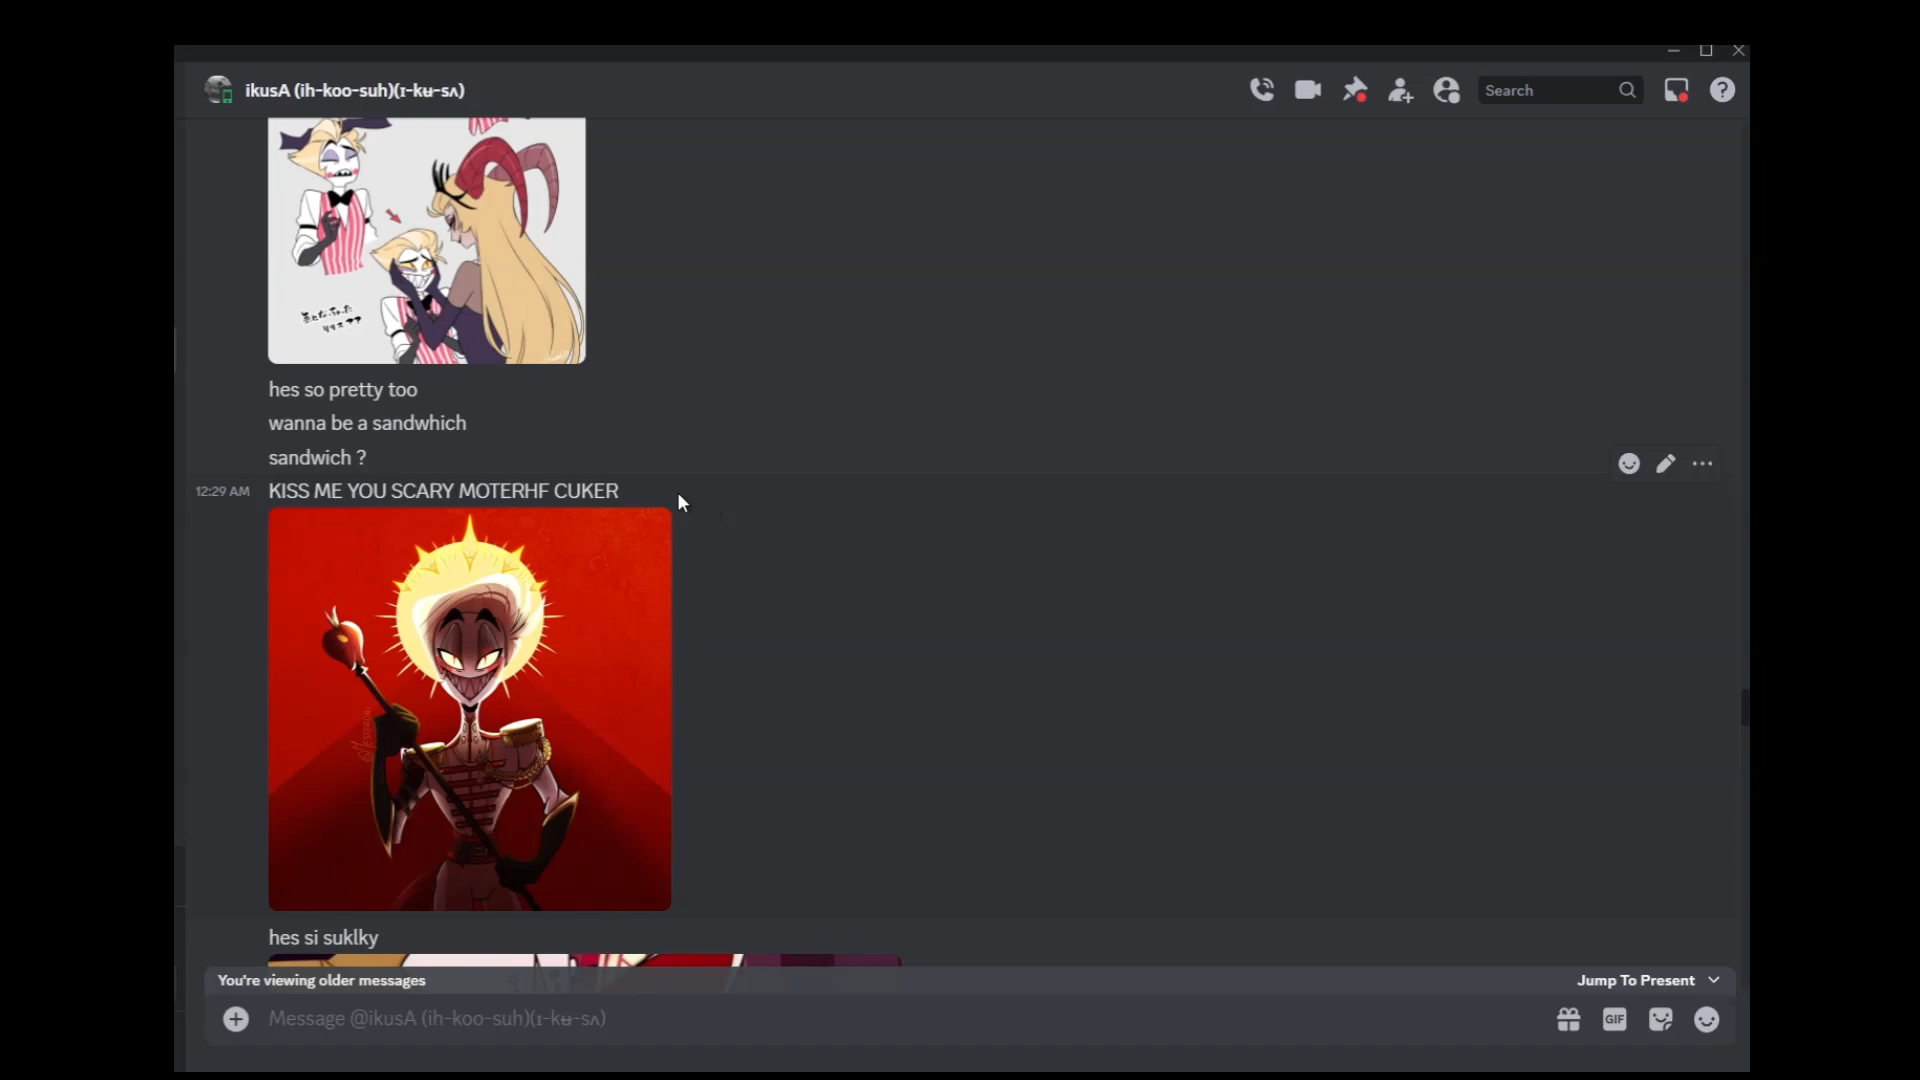 ikusA (ih-koo-suh)(ɪ-kʉ-sʌ)
Search
hes so pretty too
wanna be a sandwhich
sandwich ?
12:29 AM KISS ME YOU SCARY MOTERHF CUKER
hes si suklky
You're viewing older messages
Jump To Present
Message @ikusA (ih-koo-suh)(ɪ-kʉ-sʌ)
GIF